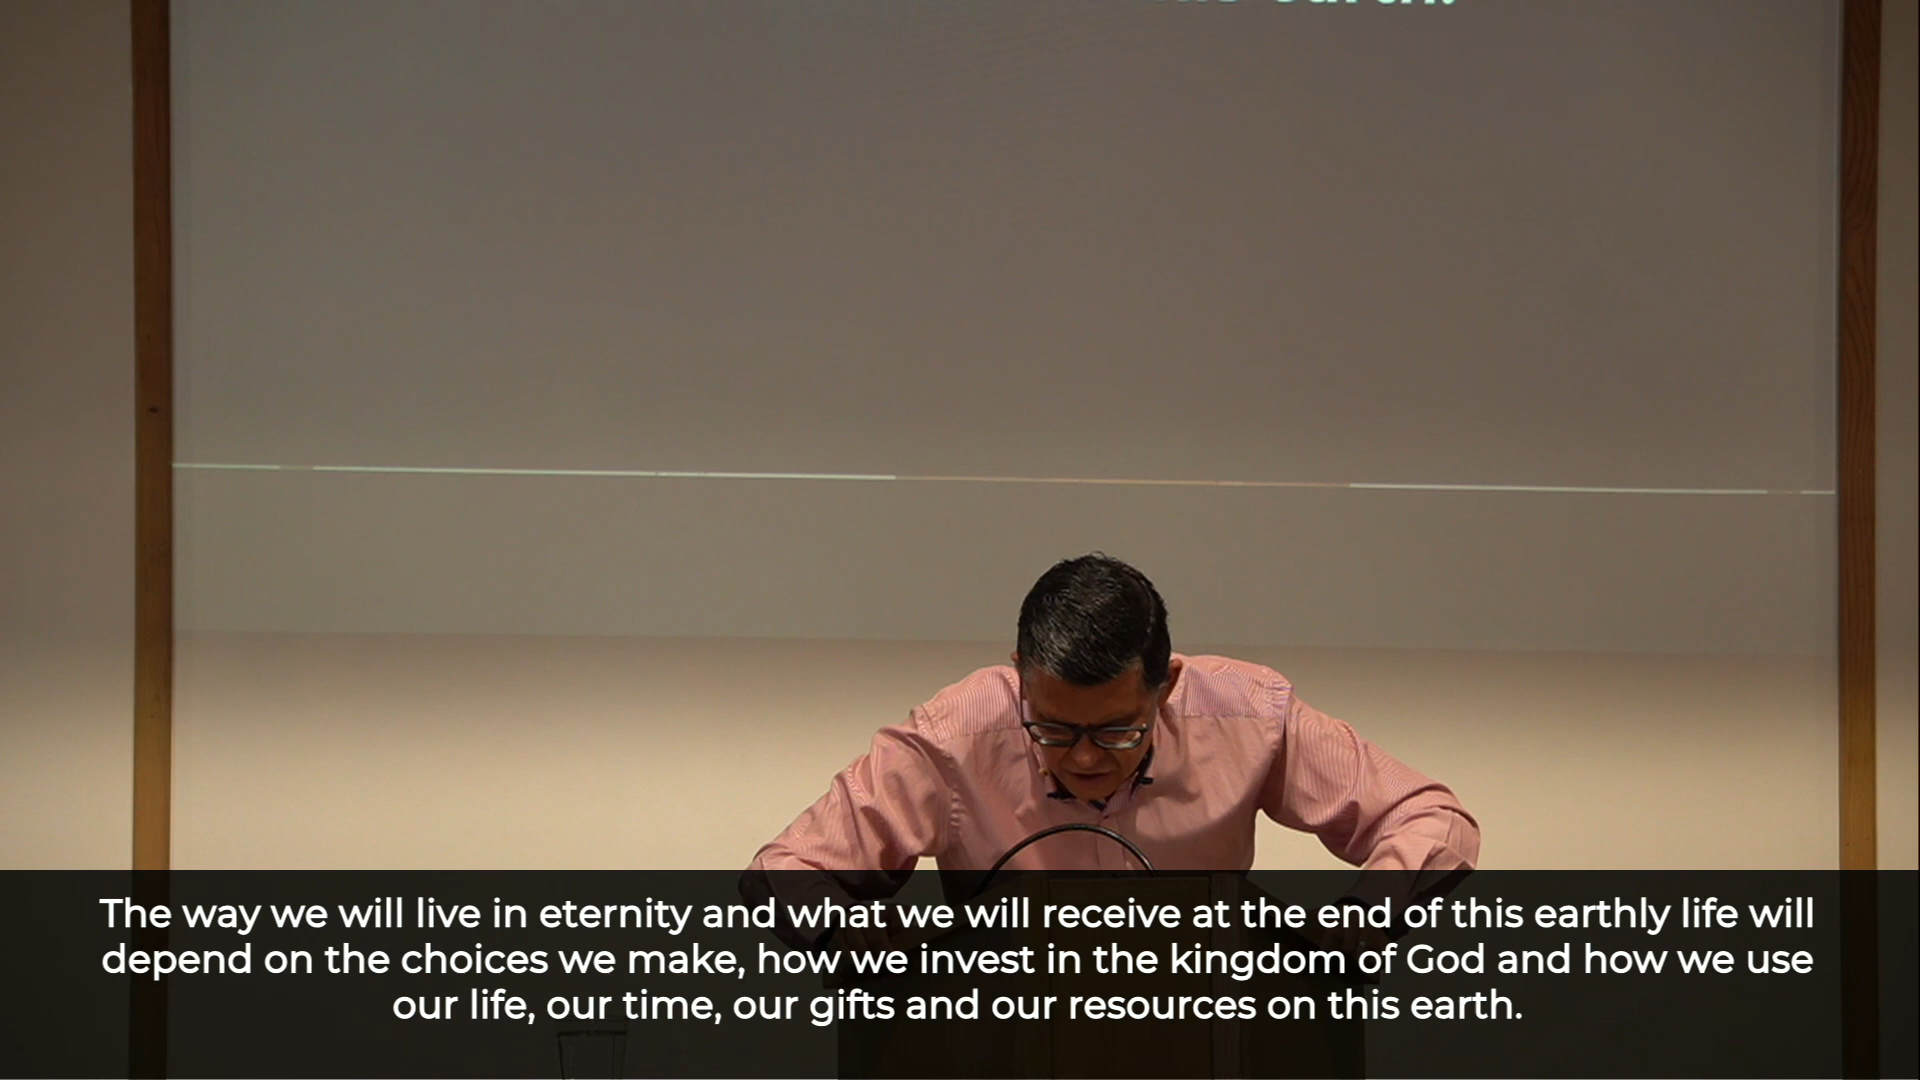 The way we will live in eternity and what we will receive at the end of this earthly life will
depend on the choices we make, how we invest in the kingdom of God and how we use
our life, our time, our gifts and our resources on this earth.